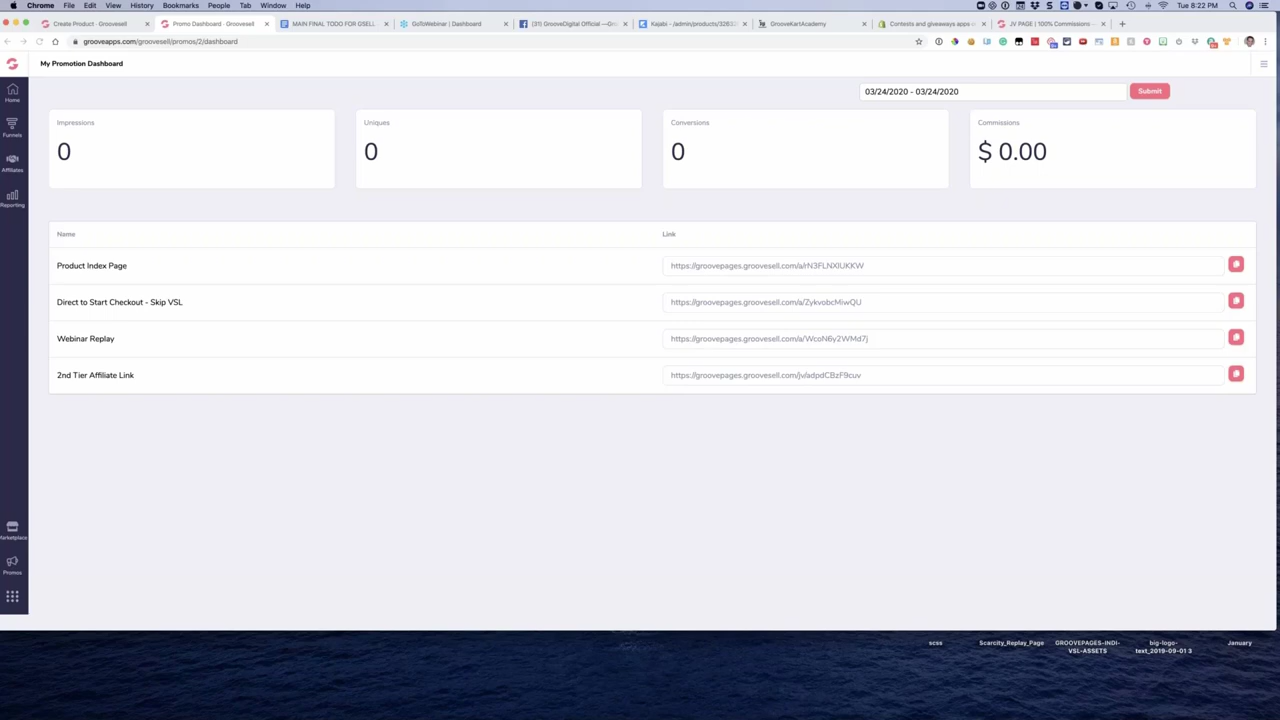 Chrome File Edit View History Bookmarks People Tab Window Help Tue 8:22 PM
Create Product - Groovesell Promo Dashboard - Groovesell MAIN FINAL TODO FOR GSELL GoToWebinar | Dashboard (31) GrooveDigital Official Kajabi - /admin/products/ GrooveKartAcademy Contests and giveaways apps JV PAGE | 100% Commissions
grooveapps.com/groovesell/promos/2/dashboard
My Promotion Dashboard
Home
03/24/2020 - 03/24/2020 Submit
Impressions Uniques Conversions Commissions
Funnels
0 0 0 $ 0.00
Affiliates
Reporting
Name Link
Product Index Page https://groovepages.groovesell.com/a/rN3FLNXlUKKW
Direct to Start Checkout - Skip VSL https://groovepages.groovesell.com/a/ZykvobcMiwQU
Webinar Replay https://groovepages.groovesell.com/a/WcoN6y2WMd7j
2nd Tier Affiliate Link https://groovepages.groovesell.com/jv/adpdCBzF9cuv
Marketplace
Promos
scss Scarcity_Replay_Page GROOVEPAGES-INDI- big-logo- January
VSL-ASSETS text_2019-09-01 3